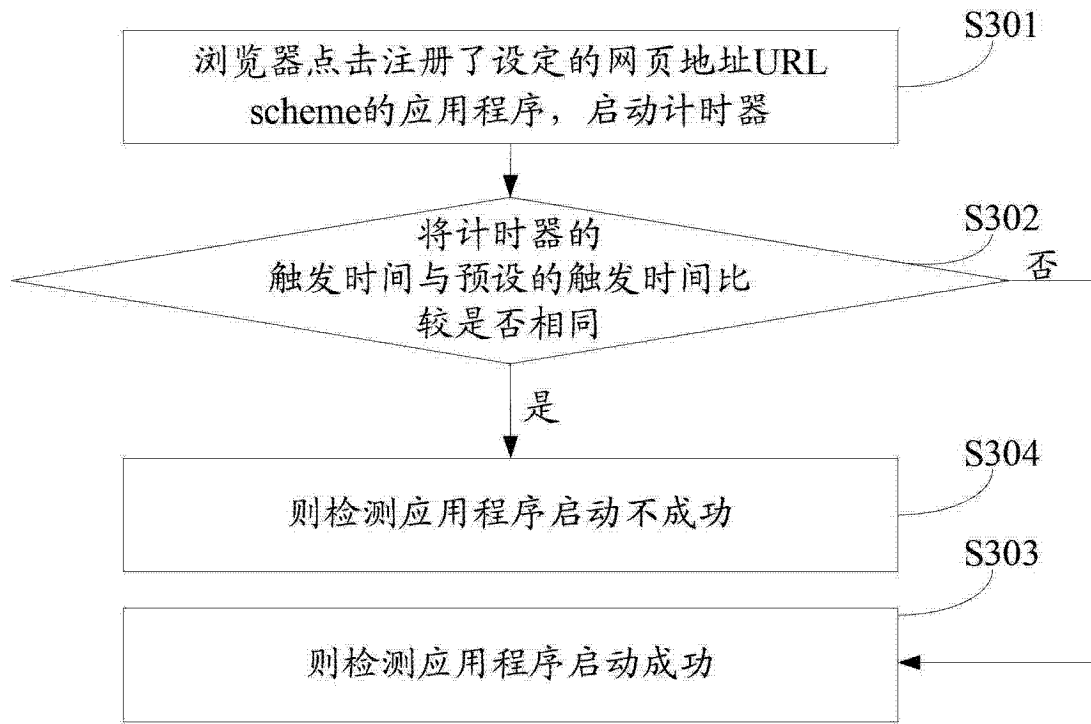 S301
浏览器点击注册了设定的网页地址URL
scheme的应用程序，启动计时器
S302
将计时器的
触发时间与预设的触发时间比
较是否相同
否
是
S304
则检测应用程序启动不成功
S303
则检测应用程序启动成功